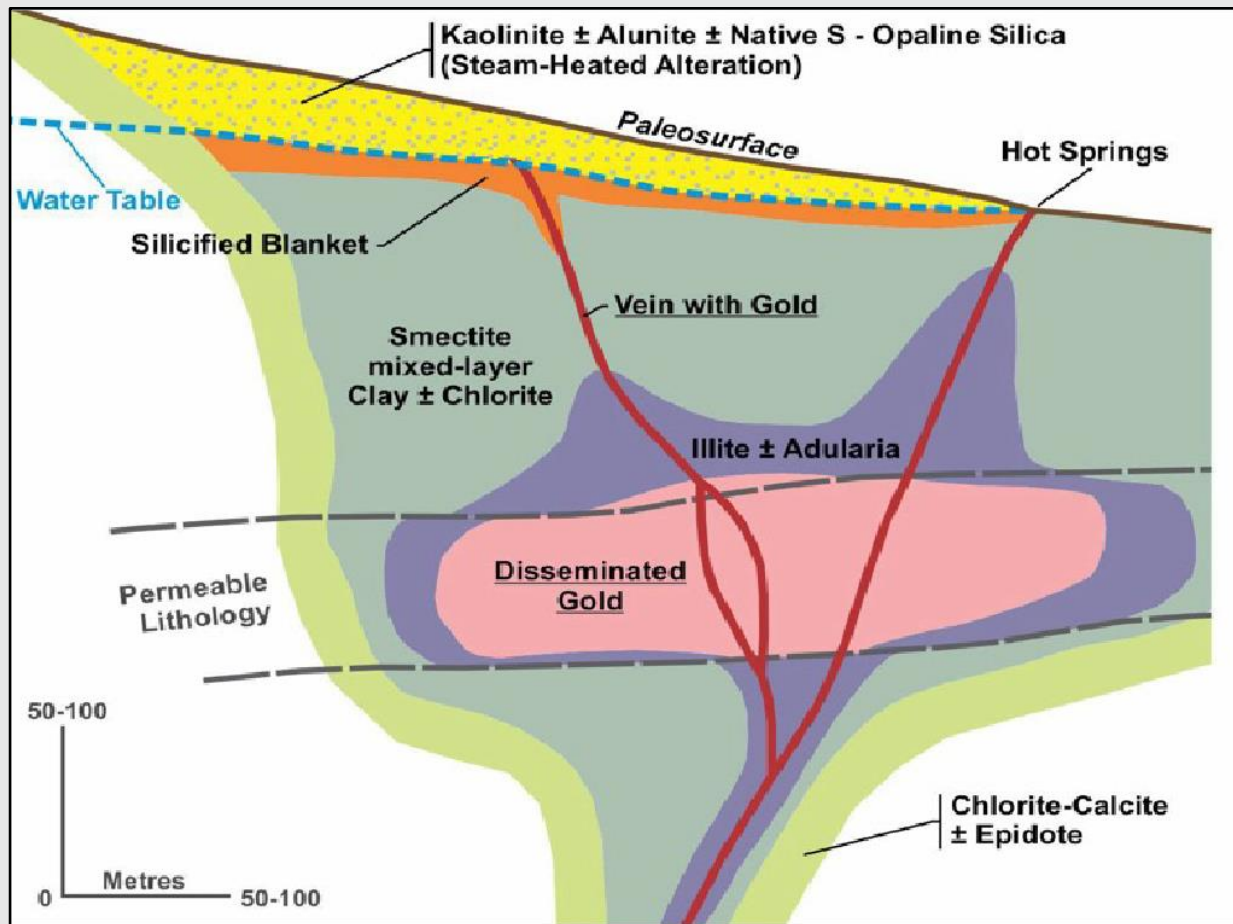 Kaolinite ± Alunite ± Native S - Opaline Silica
(Steam-Heated Alteration)
Paleosurface
Hot Springs
Water Table
Silicified Blanket
Vein with Gold
Smectite
mixed-layer
Clay ± Chlorite
Illite ± Adularia
Disseminated
Gold
Permeable
Lithology
50-100
Chlorite-Calcite
± Epidote
Metres
0
50-100